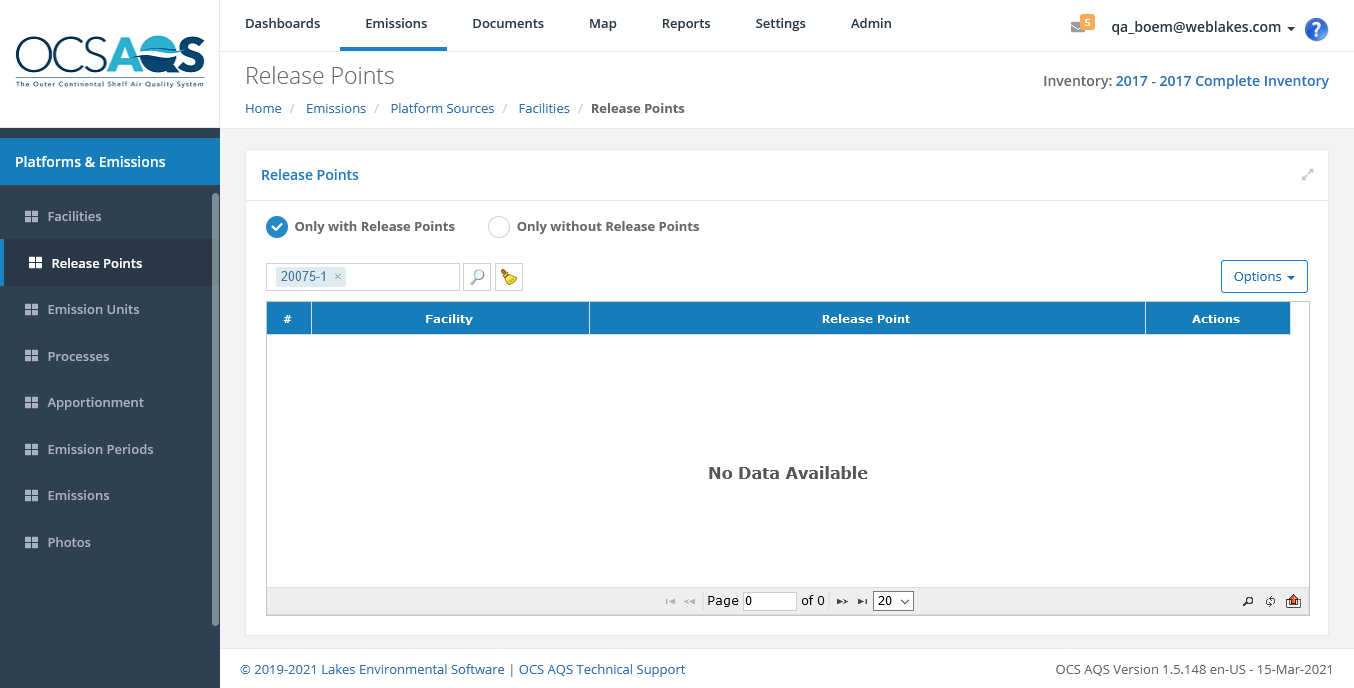 Dashboards Emissions Documents Map Reports Settings Admin 5 qa_boem@weblakes.com ?
OCSAQS
The Outer Continental Shelf Air Quality System
Release Points
Inventory: 2017 - 2017 Complete Inventory
Home / Emissions / Platform Sources / Facilities / Release Points
Platforms & Emissions
Facilities
Release Points
Emission Units
Processes
Apportionment
Emission Periods
Emissions
Photos
Release Points
Only with Release Points Only without Release Points
20075-1 ×
Options
# Facility Release Point Actions
No Data Available
Page 0 of 0 20
© 2019-2021 Lakes Environmental Software | OCS AQS Technical Support
OCS AQS Version 1.5.148 en-US - 15-Mar-2021